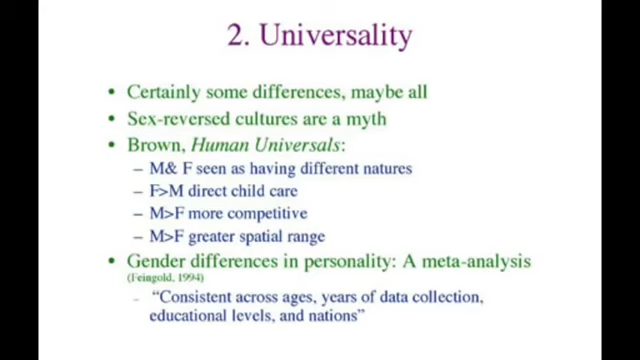 2. Universality
• Certainly some differences, maybe all
• Sex-reversed cultures are a myth
• Brown, Human Universals:
– M& F seen as having different natures
– F>M direct child care
– M>F more competitive
– M>F greater spatial range
• Gender differences in personality: A meta-analysis
(Feingold, 1994)
– “Consistent across ages, years of data collection,
educational levels, and nations”